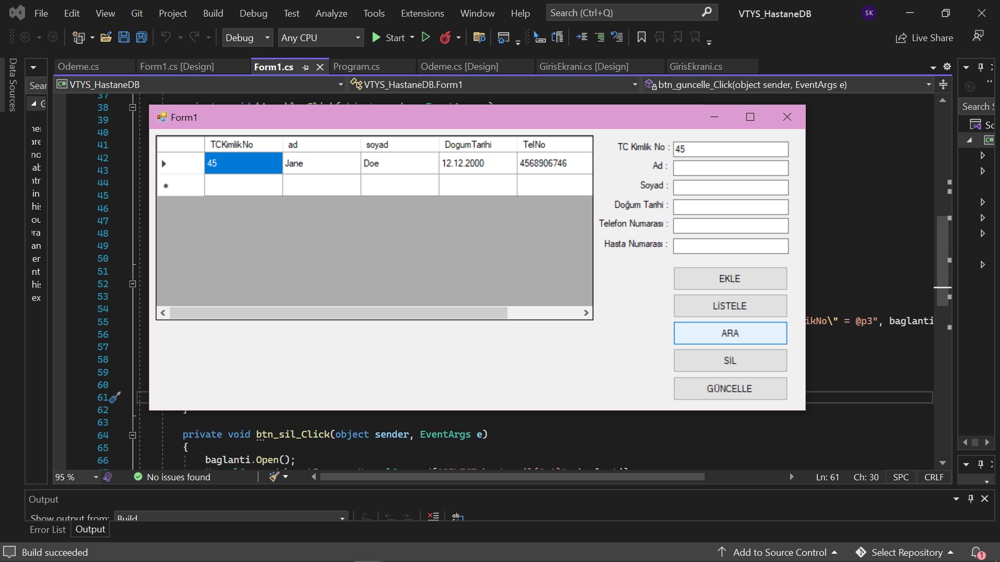 File Edit View Git Project Build Debug Test Analyze Tools Extensions Window Help Search (Ctrl+Q) VTYS_HastaneDB SK
Debug Any CPU Start Live Share
Data Sources
Odeme.cs Form1.cs [Design] Form1.cs Program.cs Odeme.cs [Design] GirisEkrani.cs [Design] GirisEkrani.cs
Sear C# VTYS_HastaneDB VTYS_HastaneDB.Form1 btn_guncelle_Click(object sender, EventArgs e)
Search
37
38
39
40
41
42
43
44
45
46
47
48
49
50
51
52
53
54
55
56
57
58
59
60
61
62
63
64
65
66
Form1
TCKimlikNo ad soyad DogumTarihi TelNo
45 Jane Doe 12.12.2000 4568906746
TC Kimlik No : 45
Ad :
Soyad :
Doğum Tarihi :
Telefon Numarası :
Hasta Numarası :
EKLE
LİSTELE
ARA
SİL
GÜNCELLE
ikNo\" = @p3", baglanti
}
private void btn_sil_Click(object sender, EventArgs e)
{
baglanti.Open();
95 % No issues found Ln: 61 Ch: 30 SPC CRLF
Output
Show output from: Build
Error List Output
Build succeeded Add to Source Control Select Repository 1